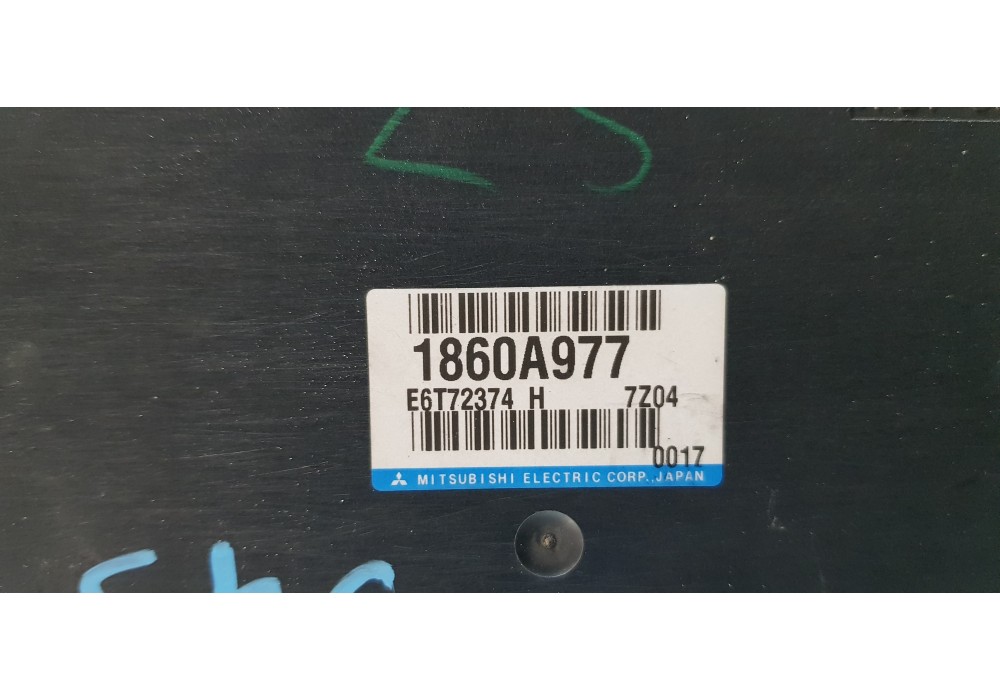 1860A977
E6T72374 H 7Z04
0017
MITSUBISHI ELECTRIC CORP.,JAPAN